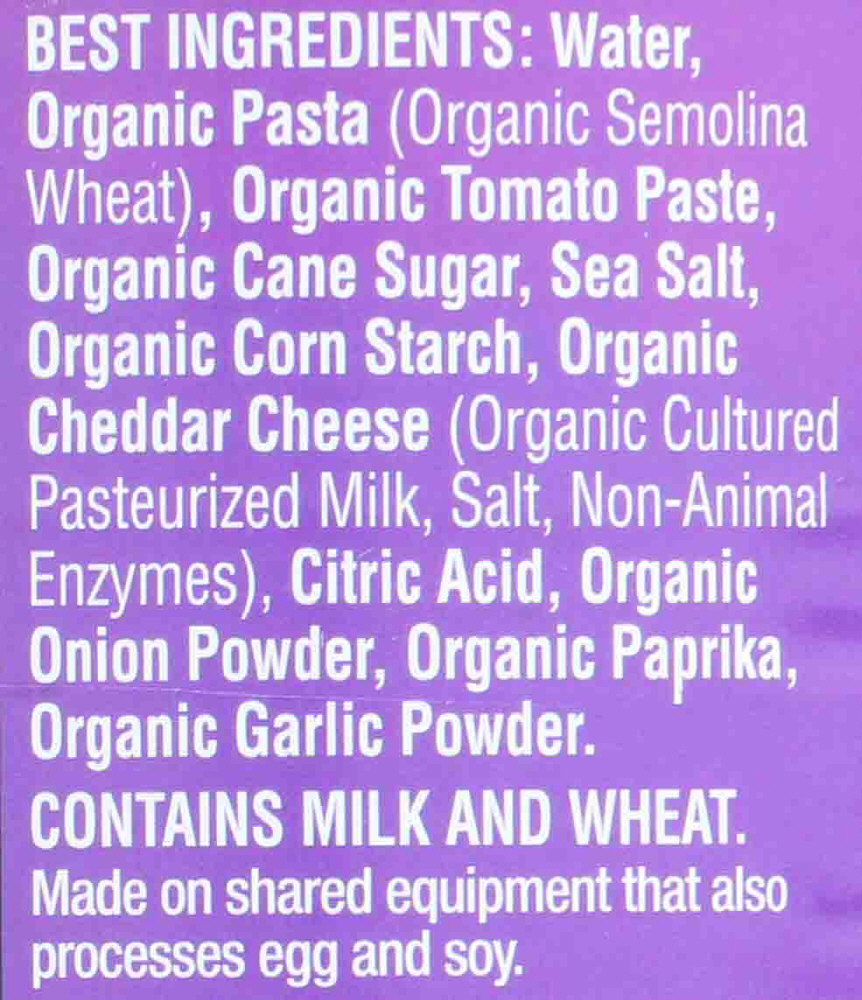 BEST INGREDIENTS: Water,
Organic Pasta (Organic Semolina
Wheat), Organic Tomato Paste,
Organic Cane Sugar, Sea Salt,
Organic Corn Starch, Organic
Cheddar Cheese (Organic Cultured
Pasteurized Milk, Salt, Non-Animal
Enzymes), Citric Acid, Organic
Onion Powder, Organic Paprika,
Organic Garlic Powder.
CONTAINS MILK AND WHEAT.
Made on shared equipment that also
processes egg and soy.